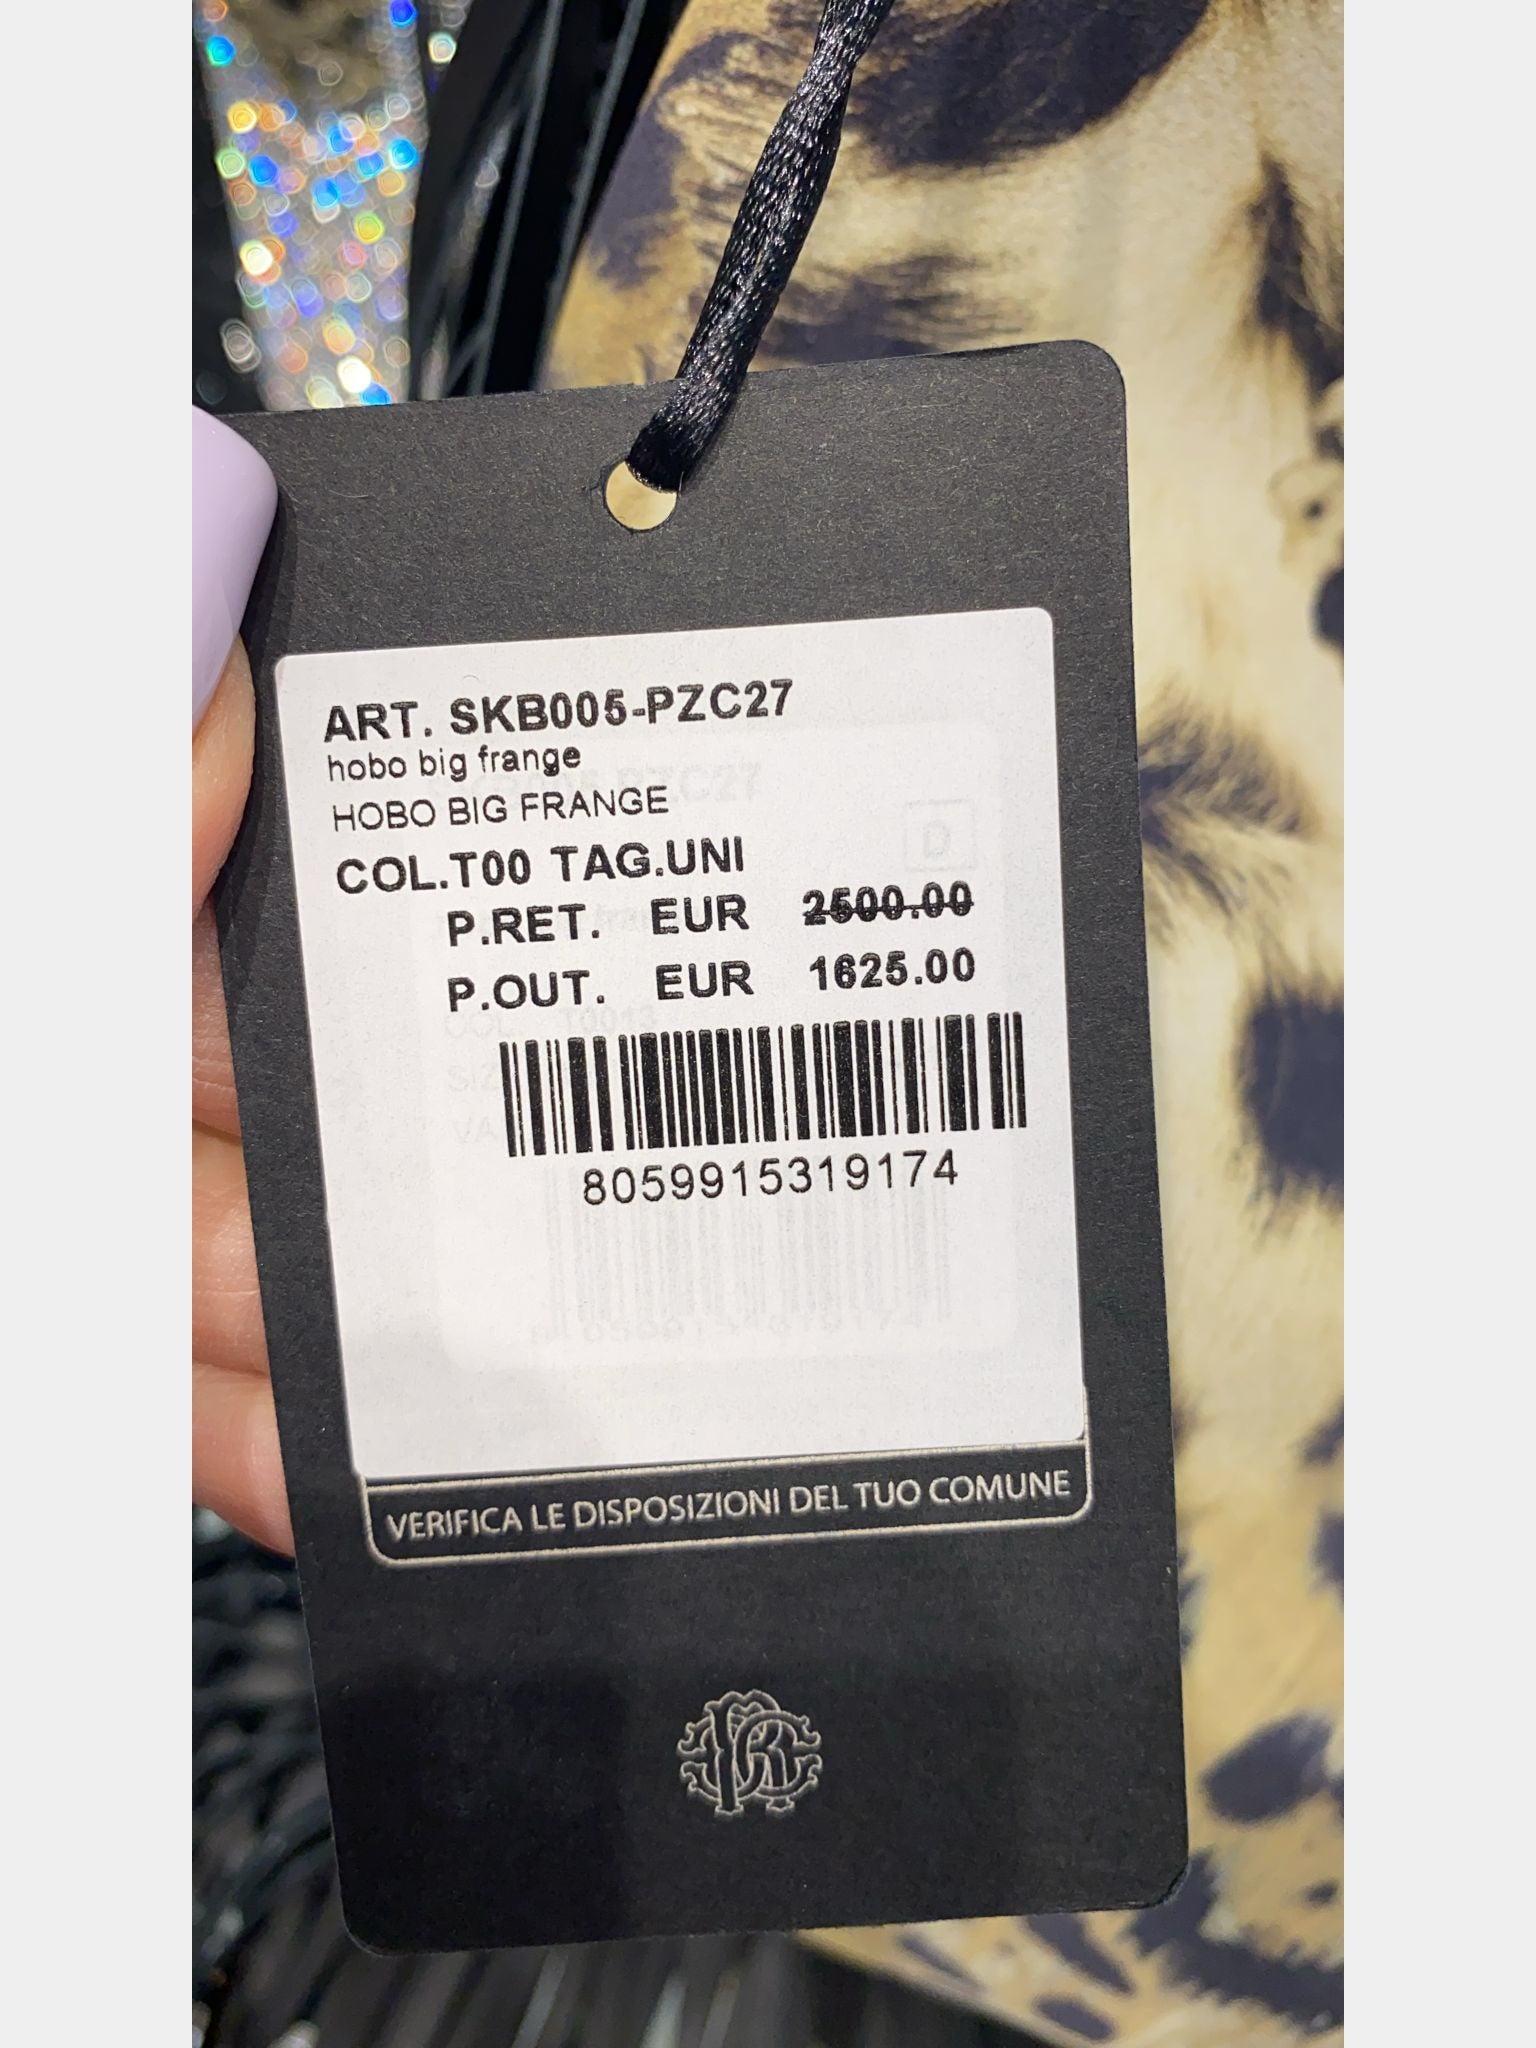 ART. SKB005-PZC27
hobo big frange
HOBO BIG FRANGE
COL.T00 TAG.UNI
P.RET. EUR 2500.00
P.OUT. EUR 1625.00
8059915319174
VERIFICA LE DISPOSIZIONI DEL TUO COMUNE